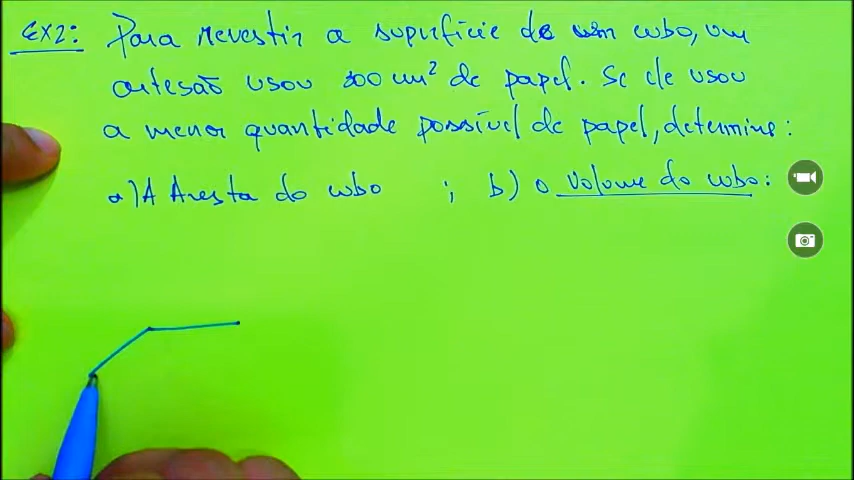 Ex2: Para revestir a superfície de um cubo, um
artesão usou 300 cm² de papel. Se ele usou
a menor quantidade possível de papel, determine:
a) A Aresta do cubo ; b) o volume do cubo: